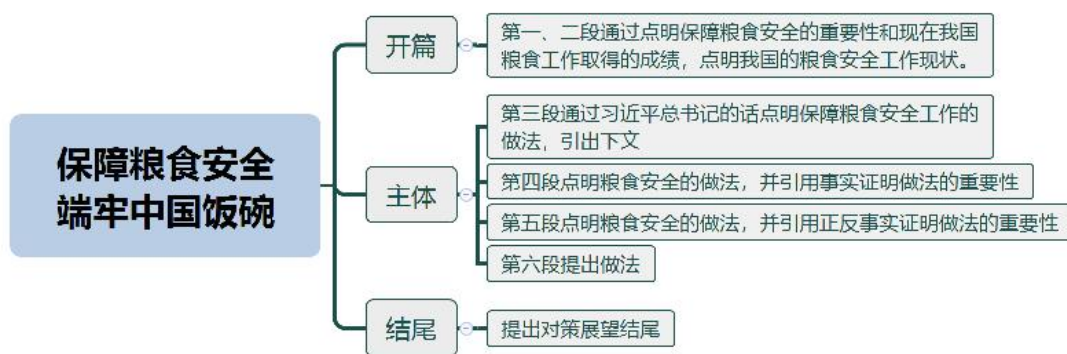 保障粮食安全
端牢中国饭碗
开篇
第一、二段通过点明保障粮食安全的重要性和现在我国
粮食工作取得的成绩，点明我国的粮食安全工作现状。
主体
第三段通过习近平总书记的话点明保障粮食安全工作的
做法，引出下文
第四段点明粮食安全的做法，并引用事实证明做法的重要性
第五段点明粮食安全的做法，并引用正反事实证明做法的重要性
第六段提出做法
结尾
提出对策展望结尾